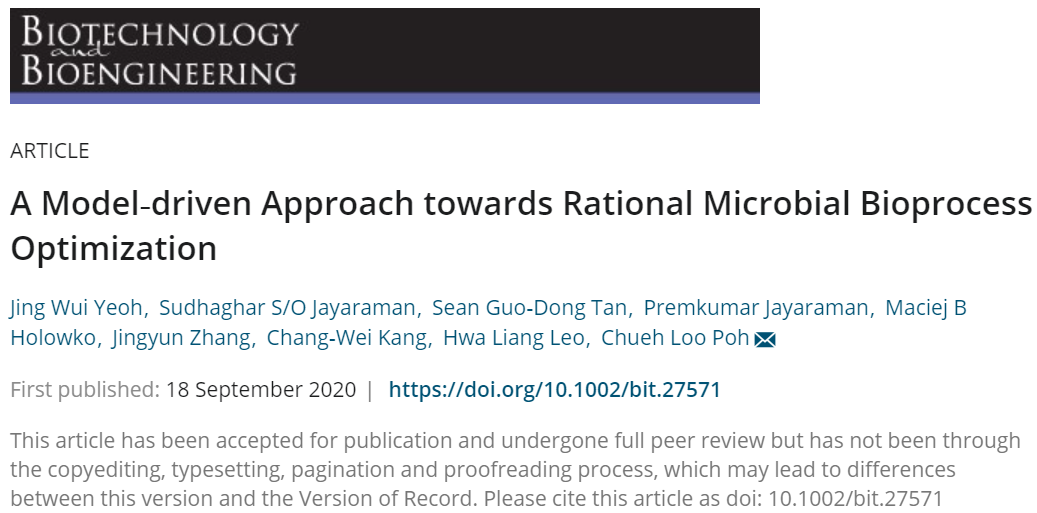 BIOTECHNOLOGY
and
BIOENGINEERING
ARTICLE
A Model-driven Approach towards Rational Microbial Bioprocess
Optimization
Jing Wui Yeoh, Sudhaghar S/O Jayaraman, Sean Guo-Dong Tan, Premkumar Jayaraman, Maciej B
Holowko, Jingyun Zhang, Chang-Wei Kang, Hwa Liang Leo, Chueh Loo Poh
First published: 18 September 2020 | https://doi.org/10.1002/bit.27571
This article has been accepted for publication and undergone full peer review but has not been through
the copyediting, typesetting, pagination and proofreading process, which may lead to differences
between this version and the Version of Record. Please cite this article as doi: 10.1002/bit.27571